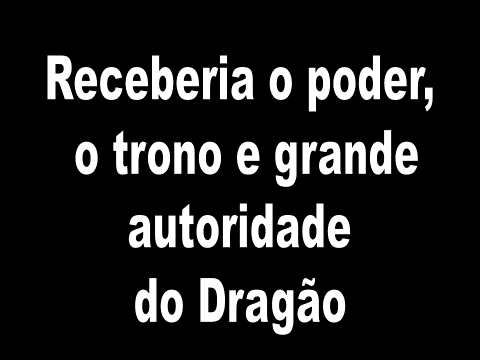 Receberia o poder,
o trono e grande
autoridade
do Dragão